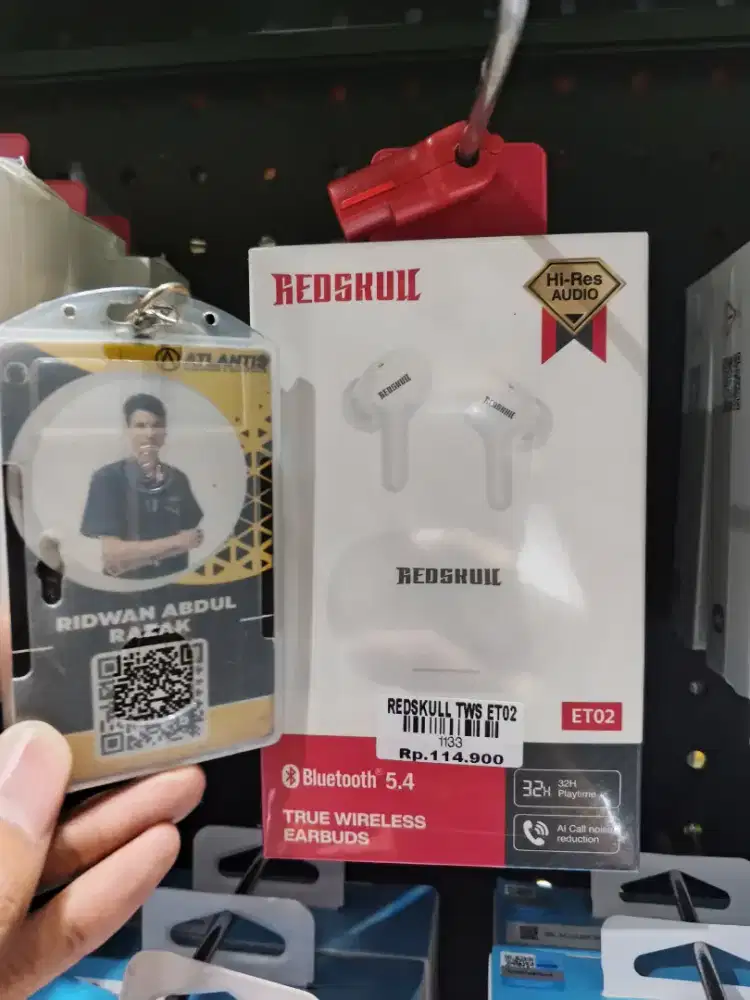 ATLANTIS
RIDWAN ABDUL
RAZAK
REDSKULL
Hi-Res
AUDIO
REDSKULL
REDSKULL
REDSKULL
REDSKULL TWS ET02
1133
Rp.114.900
ET02
Bluetooth® 5.4
TRUE WIRELESS
EARBUDS
32H
32H
Playtime
AI Call noise
reduction